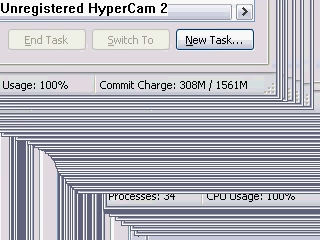 Unregistered HyperCam 2
End Task Switch To New Task...
Usage: 100% Commit Charge: 308M / 1561M
Processes: 34 CPU Usage: 100%